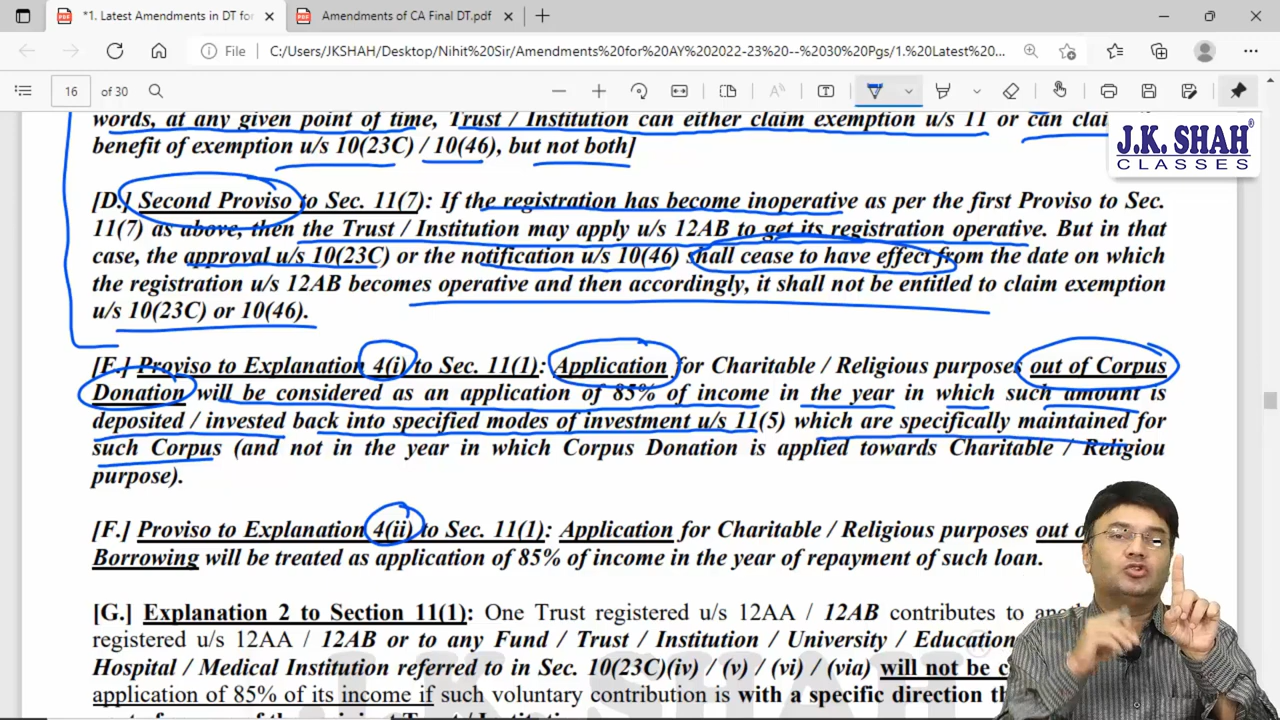 *1. Latest Amendments in DT for
Amendments of CA Final DT.pdf
File
C:/Users/JKSHAH/Desktop/Nihit%20Sir/Amendments%20for%20AY%202022-23%20--%2030%20Pgs/1.%20Latest%20...
16 of 30
words, at any given point of time, Trust / Institution can either claim exemption u/s 11 or can
benefit of exemption u/s 10(23C) / 10(46), but not both]
J.K. SHAH
CLASSES
[D.] Second Proviso to Sec. 11(7): If the registration has become inoperative as per the first Proviso to Sec.
11(7) as above, then the Trust / Institution may apply u/s 12AB to get its registration operative. But in that
case, the approval u/s 10(23C) or the notification u/s 10(46) shall cease to have effect from the date on which
the registration u/s 12AB becomes operative and then accordingly, it shall not be entitled to claim exemption
u/s 10(23C) or 10(46).
[E.] Proviso to Explanation 4(i) to Sec. 11(1): Application for Charitable / Religious purposes out of Corpus
Donation will be considered as an application of 85% of income in the year in which such amount is
deposited / invested back into specified modes of investment u/s 11(5) which are specifically maintained for
such Corpus (and not in the year in which Corpus Donation is applied towards Charitable / Religiou
purpose).
[F.] Proviso to Explanation 4(ii) to Sec. 11(1): Application for Charitable / Religious purposes out
Borrowing will be treated as application of 85% of income in the year of repayment of such loan.
[G.] Explanation 2 to Section 11(1): One Trust registered u/s 12AA / 12AB contributes to
registered u/s 12AA / 12AB or to any Fund / Trust / Institution / University /
Hospital / Medical Institution referred to in Sec. 10(23C)(iv) / (v) / (vi) / (via) will not be
application of 85% of its income if such voluntary contribution is with a specific direction
J.K. SHAH